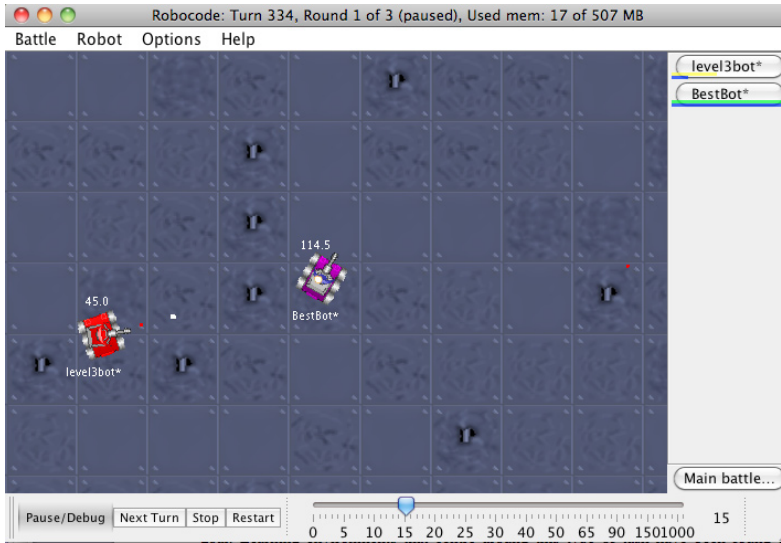 Robocode: Turn 334, Round 1 of 3 (paused), Used mem: 17 of 507 MB
Battle Robot Options Help
level3bot*
BestBot*
114.5
BestBot*
45.0
level3bot*
Main battle...
Pause/Debug Next Turn Stop Restart
15
0 5 10 15 20 25 30 40 50 65 90 1501000